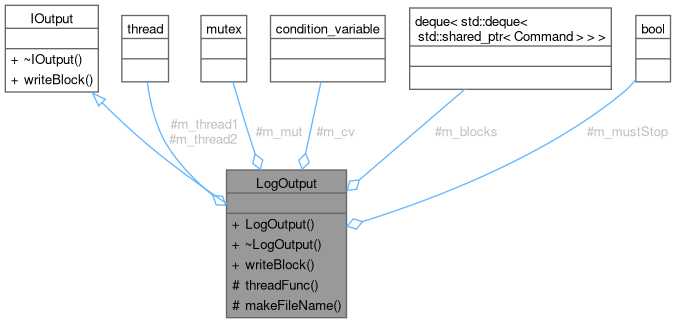 IOutput
+ ~IOutput()
+ writeBlock()
thread
mutex
condition_variable
deque< std::deque<
std::shared_ptr< Command > > >
bool
#m_thread1
#m_thread2
#m_mut
#m_cv
#m_blocks
#m_mustStop
LogOutput
+ LogOutput()
+ ~LogOutput()
+ writeBlock()
# threadFunc()
# makeFileName()